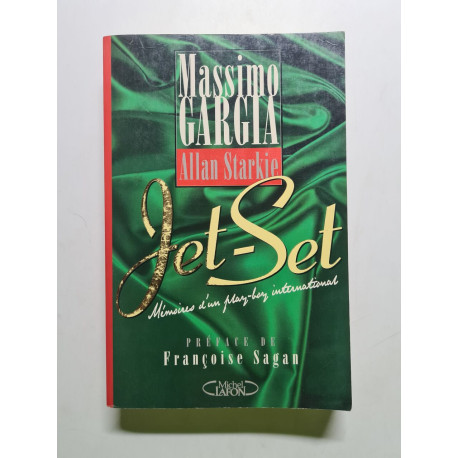 Massimo
GARGIA
Allan Starkie
Jet-Set
Mémoires d'un play-boy international
PRÉFACE DE
Françoise Sagan
Michel
LAFON